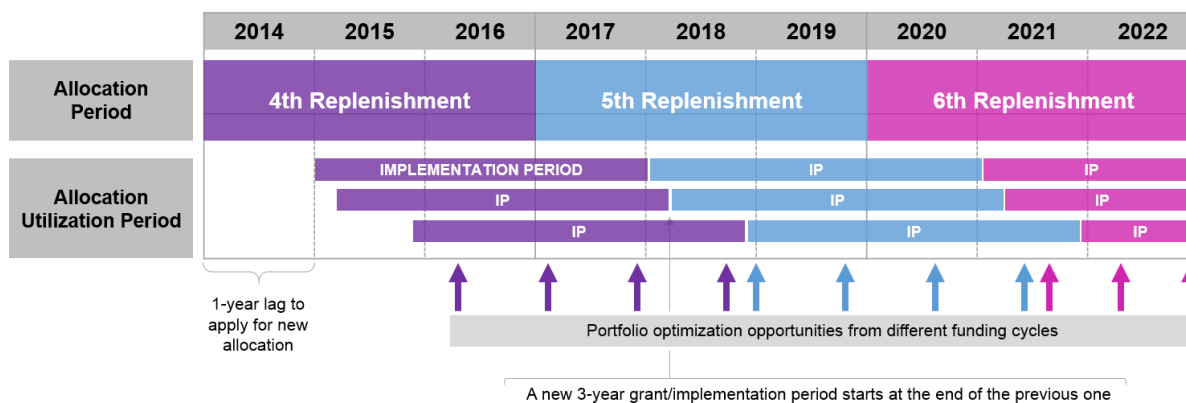 2014 2015 2016 2017 2018 2019 2020 2021 2022
Allocation
Period
4th Replenishment 5th Replenishment 6th Replenishment
Allocation
Utilization Period
IMPLEMENTATION PERIOD IP IP
IP IP IP
IP IP IP
1-year lag to
apply for new
allocation
Portfolio optimization opportunities from different funding cycles
A new 3-year grant/implementation period starts at the end of the previous one